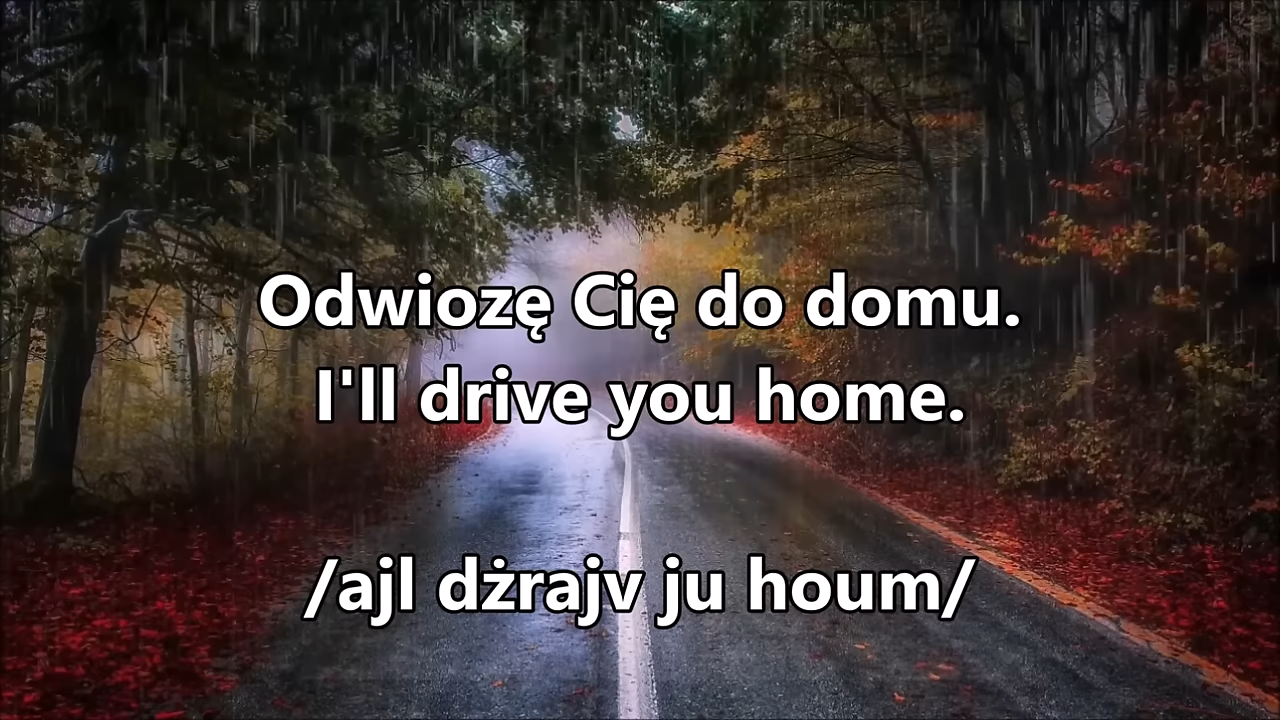 Odwiozę Cię do domu.
I'll drive you home.
/ajl dżrajv ju houm/